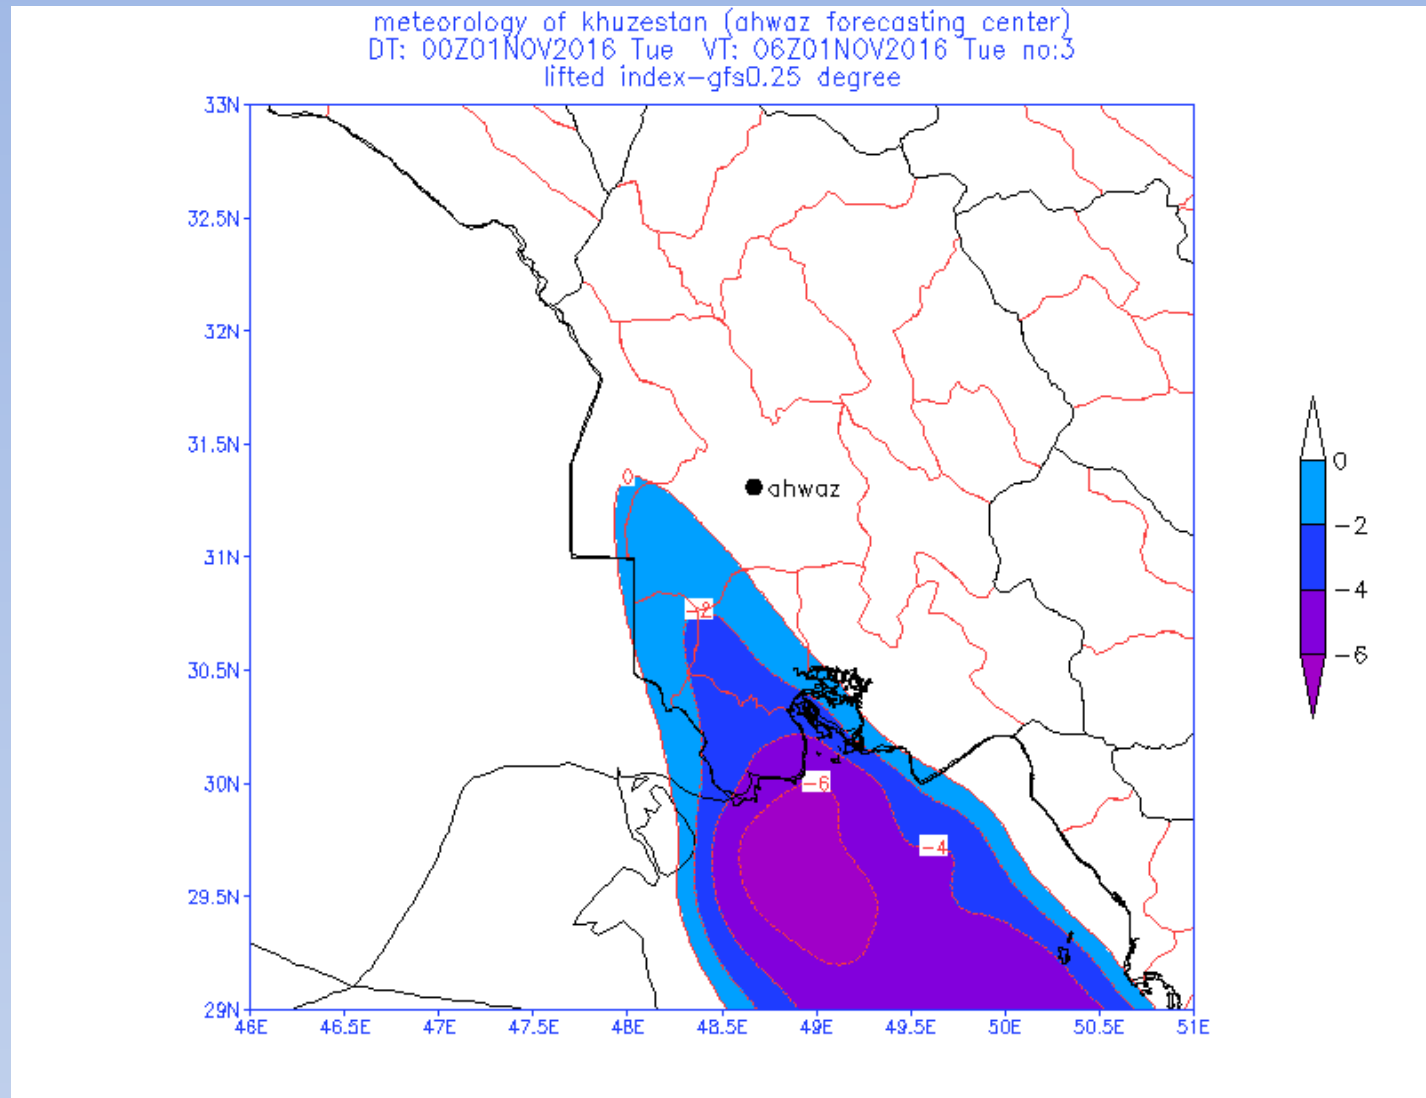 meteorology of khuzestan (ahwaz forecasting center)
DT: 00Z01NOV2016 Tue VT: 06Z01NOV2016 Tue no:3
lifted index-gfs0.25 degree
33N
32.5N
32N
31.5N
31N
30.5N
30N
29.5N
29N
46E 46.5E 47E 47.5E 48E 48.5E 49E 49.5E 50E 50.5E 51E
0
ahwaz
-2
-6
-4
0
-2
-4
-6